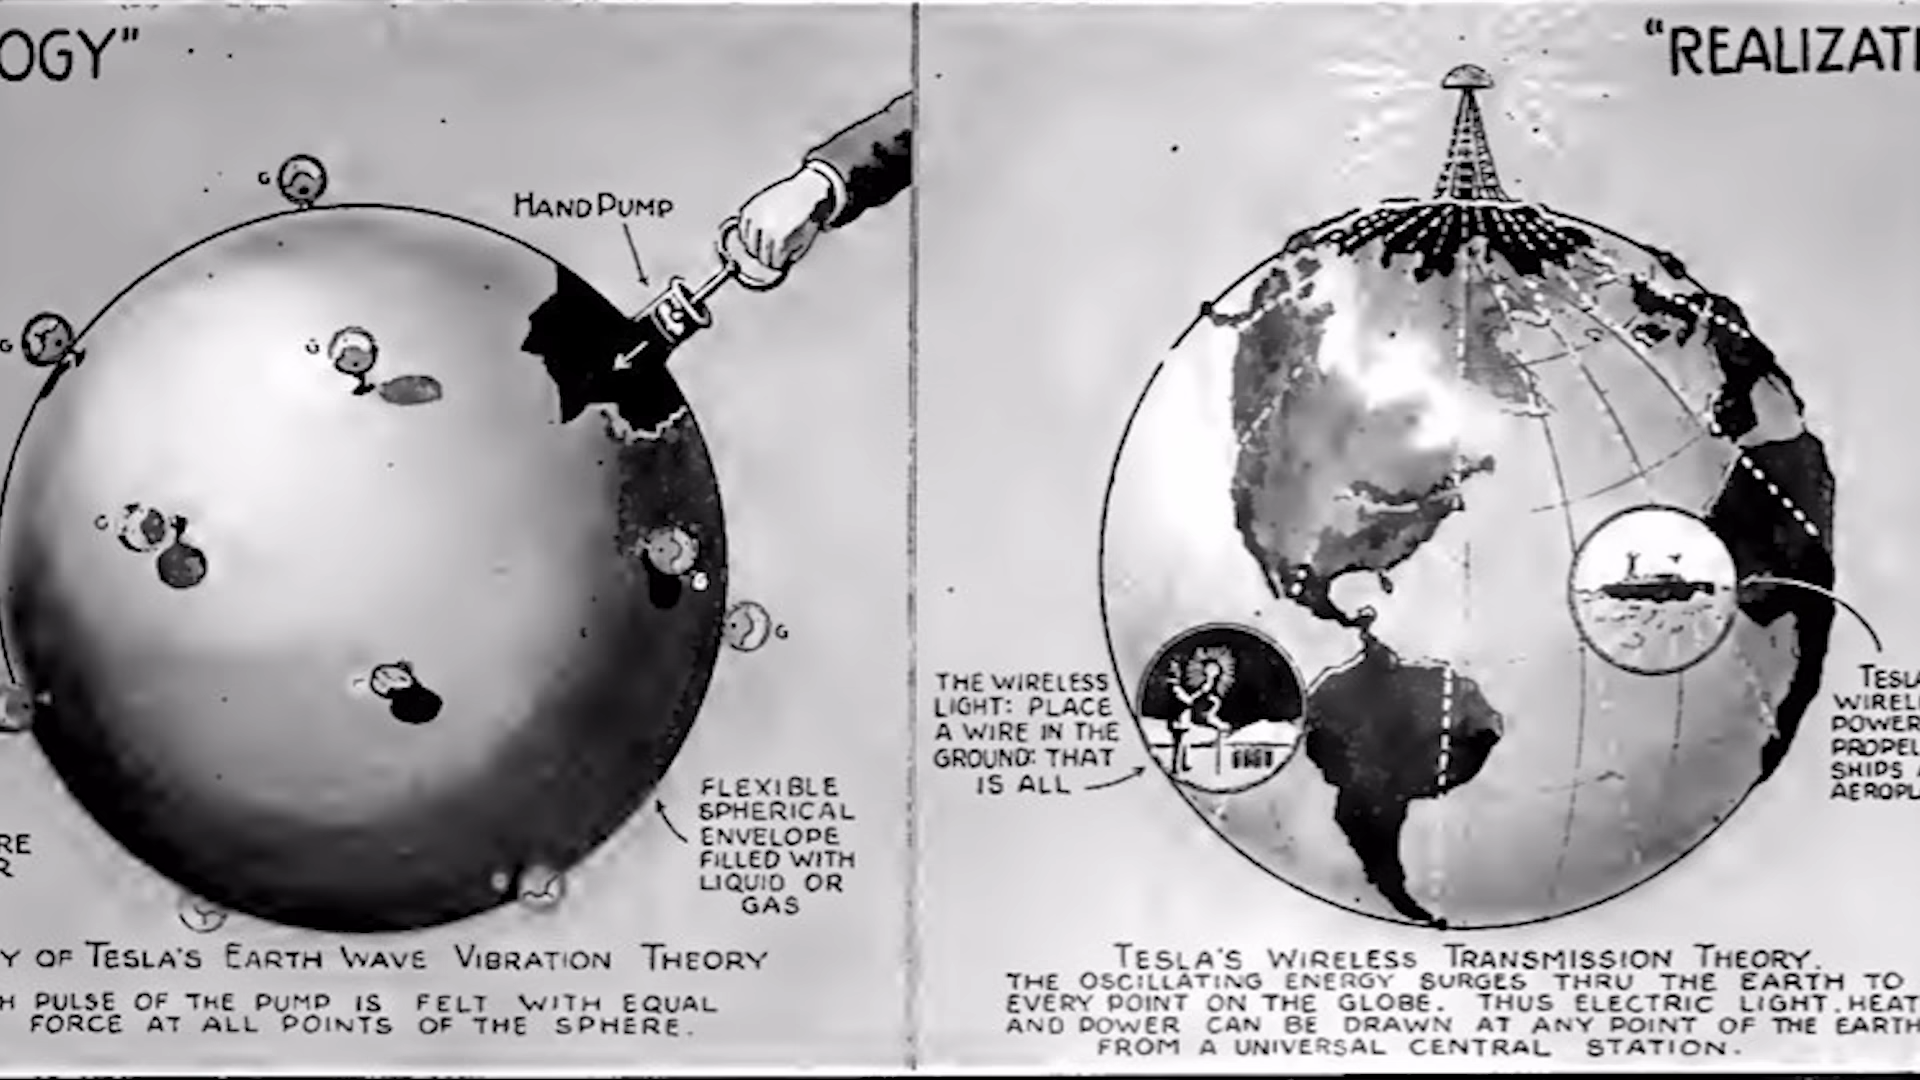 OGY"
G
HAND PUMP
G
G
G
G
G
FLEXIBLE
SPHERICAL
ENVELOPE
FILLED WITH
LIQUID OR
GAS
RE
R
Y OF TESLA'S EARTH WAVE VIBRATION THEORY
H PULSE OF THE PUMP IS FELT WITH EQUAL
FORCE AT ALL POINTS OF THE SPHERE.
"REALIZATI
THE WIRELESS
LIGHT: PLACE
A WIRE IN THE
GROUND: THAT
IS ALL
TESLA
WIREL
POWER
PROPEL
SHIPS A
AEROPL
TESLA'S WIRELESS TRANSMISSION THEORY.
THE OSCILLATING ENERGY SURGES THRU THE EARTH TO
EVERY POINT ON THE GLOBE. THUS ELECTRIC LIGHT, HEAT
AND POWER CAN BE DRAWN AT ANY POINT OF THE EARTH
FROM A UNIVERSAL CENTRAL STATION.